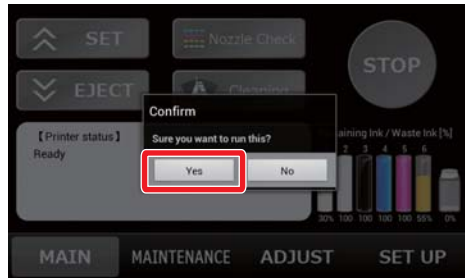 SET
Nozzle Check
STOP
EJECT
Cleaning
Confirm
Sure you want to run this?
Yes
No
【Printer status】
Ready
aining Ink / Waste Ink [%]
2 3 4 5 6
30% 100 100 100 100 55% 0%
MAIN MAINTENANCE ADJUST SET UP